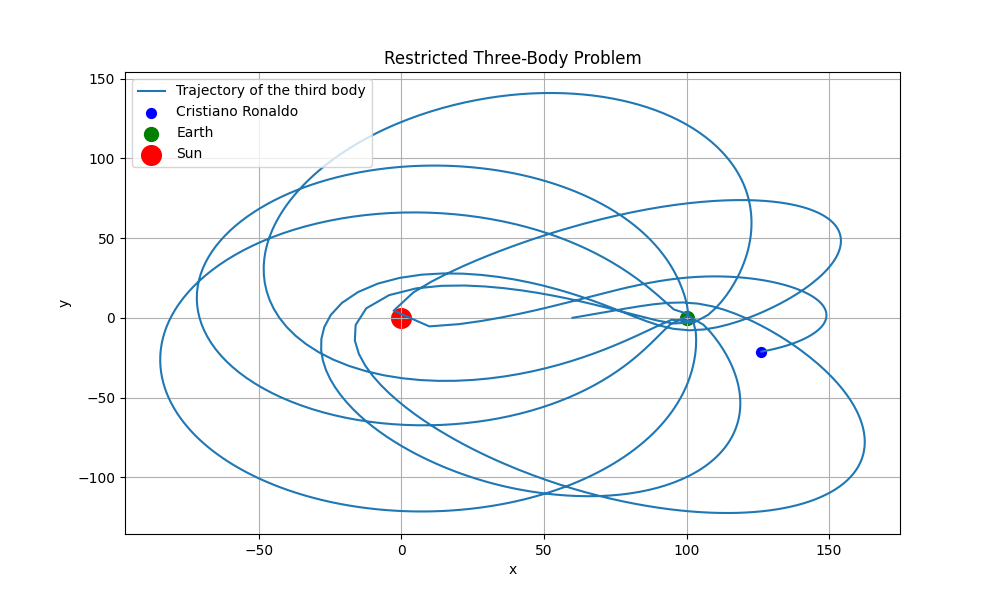 Restricted Three-Body Problem
150
100
50
0
−50
−100
y
Trajectory of the third body
Cristiano Ronaldo
Earth
Sun
−50
0
50
100
150
x